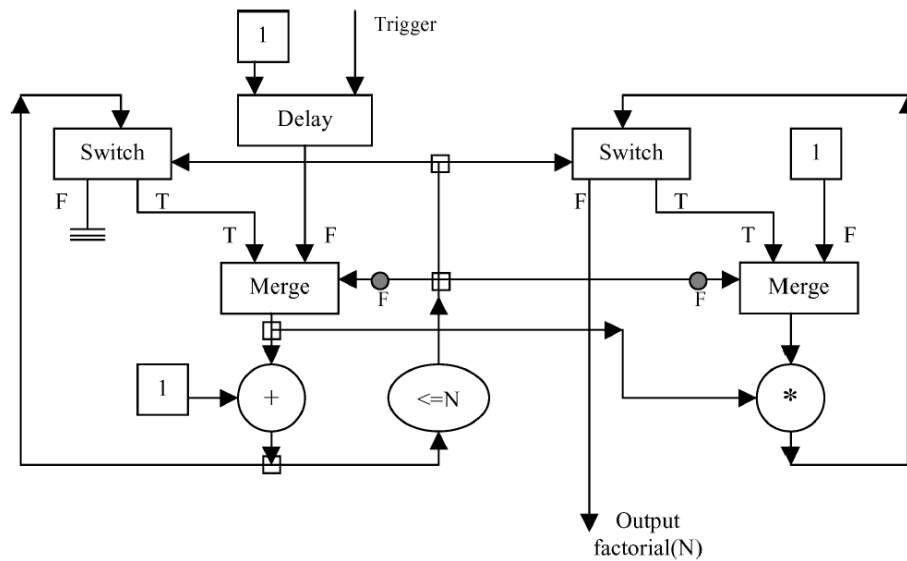 1
Trigger
Delay
Switch
Switch
1
F
T
F
T
T
F
T
F
Merge
F
F
Merge
1
+
<=N
*
Output
factorial(N)